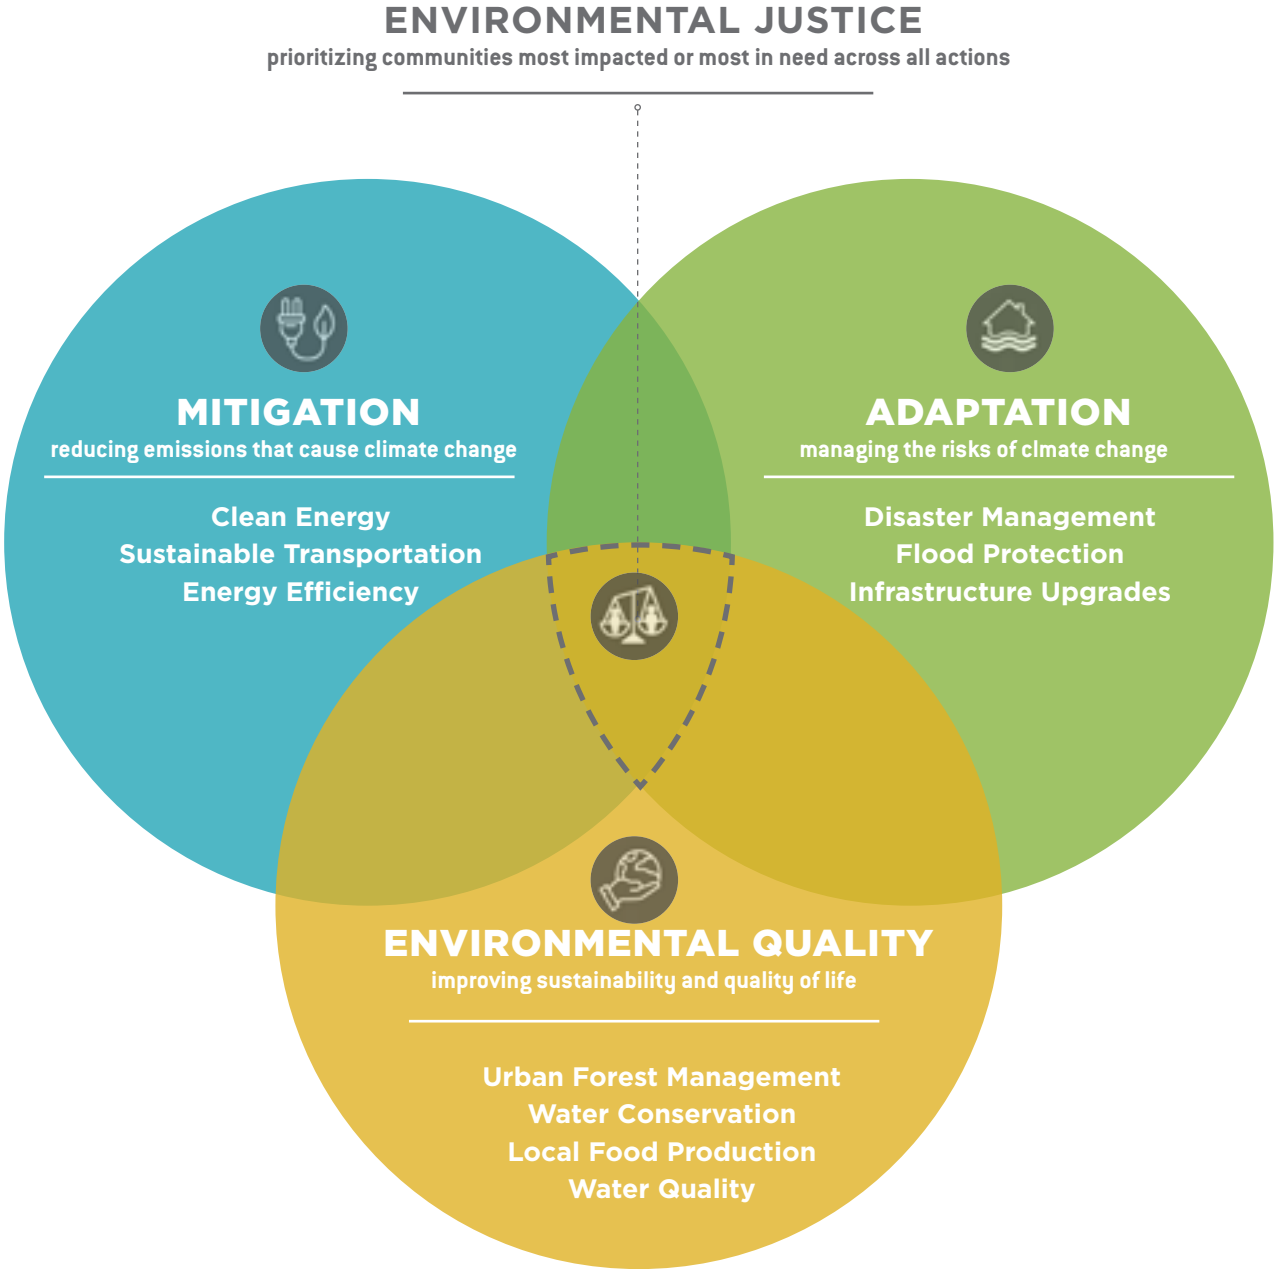 ENVIRONMENTAL JUSTICE
prioritizing communities most impacted or most in need across all actions
MITIGATION
reducing emissions that cause climate change
Clean Energy
Sustainable Transportation
Energy Efficiency
ADAPTATION
managing the risks of clmate change
Disaster Management
Flood Protection
Infrastructure Upgrades
ENVIRONMENTAL QUALITY
improving sustainability and quality of life
Urban Forest Management
Water Conservation
Local Food Production
Water Quality